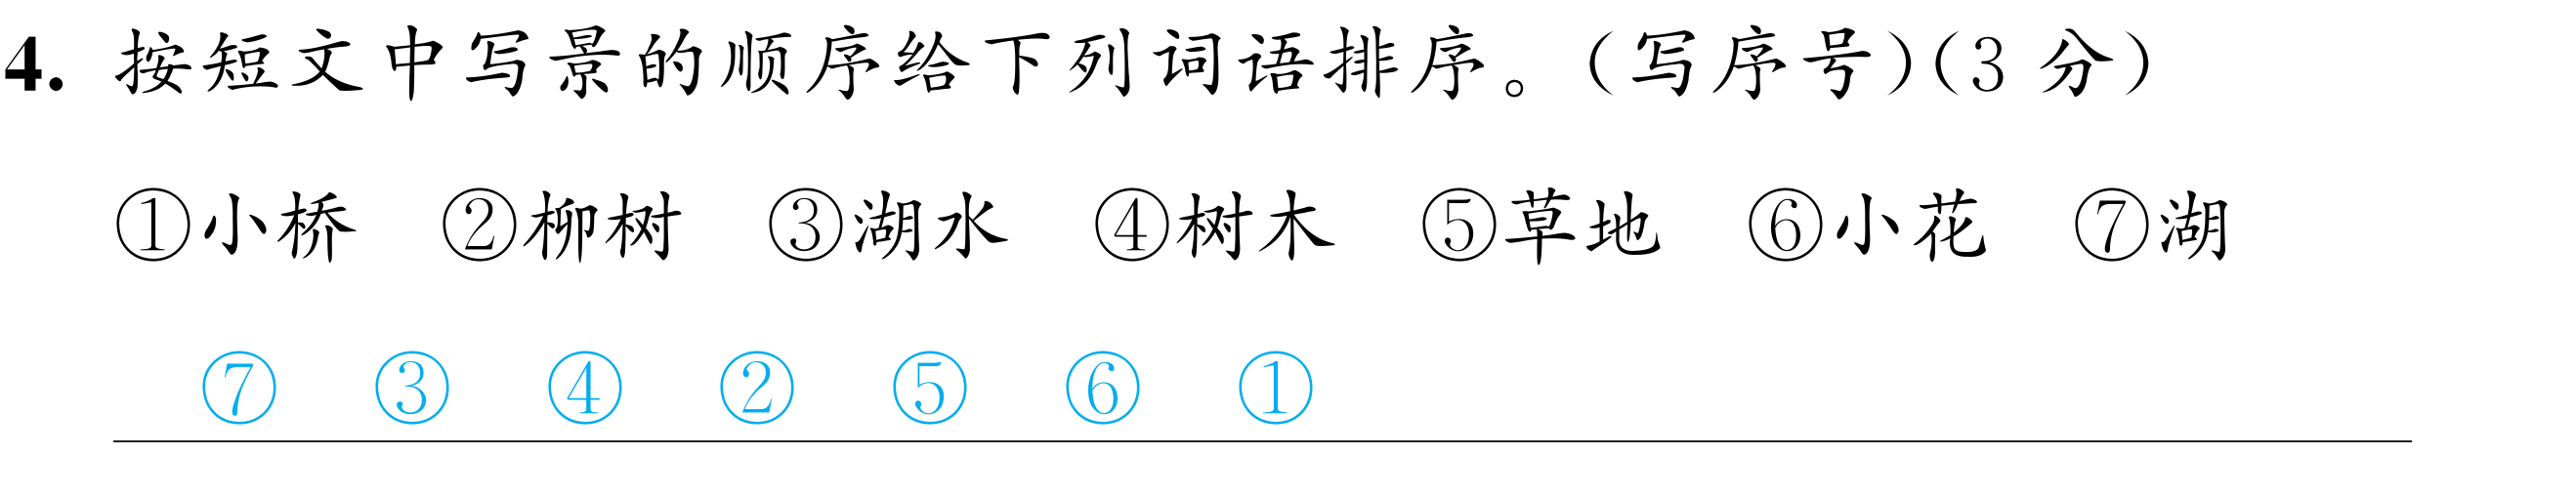 4. 按短文中写景的顺序给下列词语排序。(写序号)(3 分)
①小桥 ②柳树 ③湖水 ④树木 ⑤草地 ⑥小花 ⑦湖
⑦ ③ ④ ② ⑤ ⑥ ①